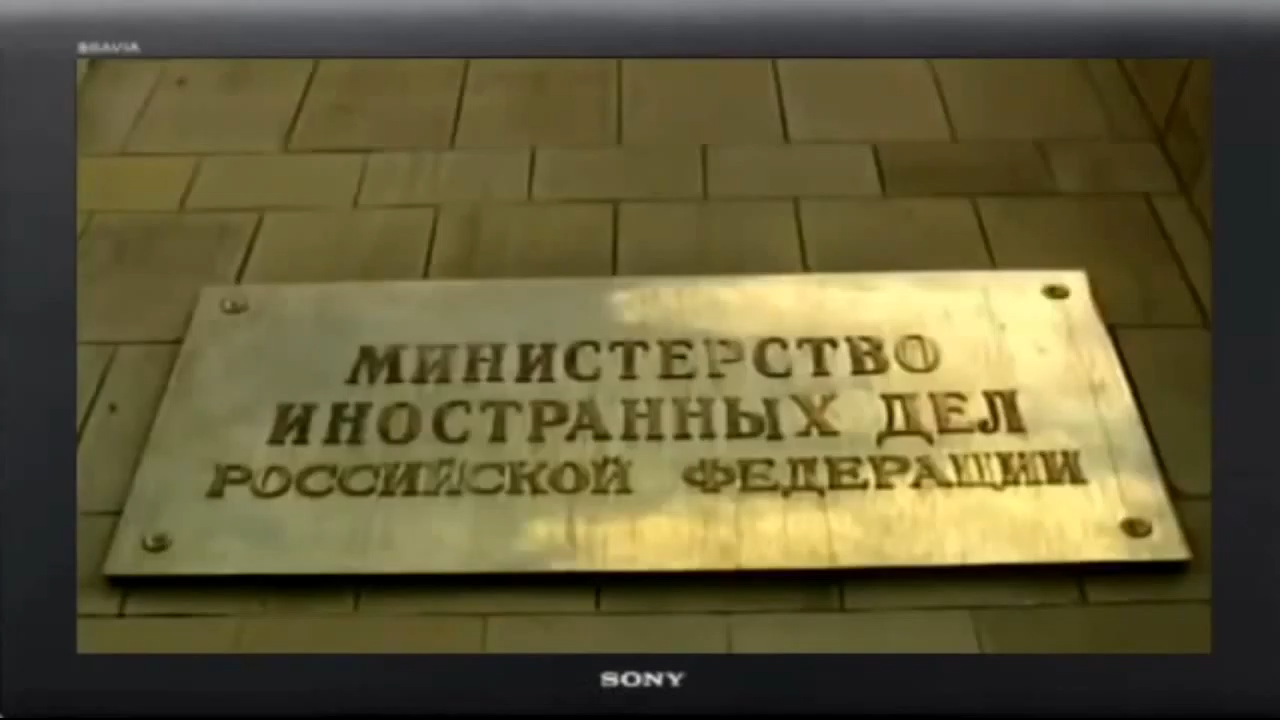 BRAVIA
МИНИСТЕРСТВО
ИНОСТРАННЫХ ДЕЛ
РОССИЙСКОЙ ФЕДЕРАЦИИ
SONY